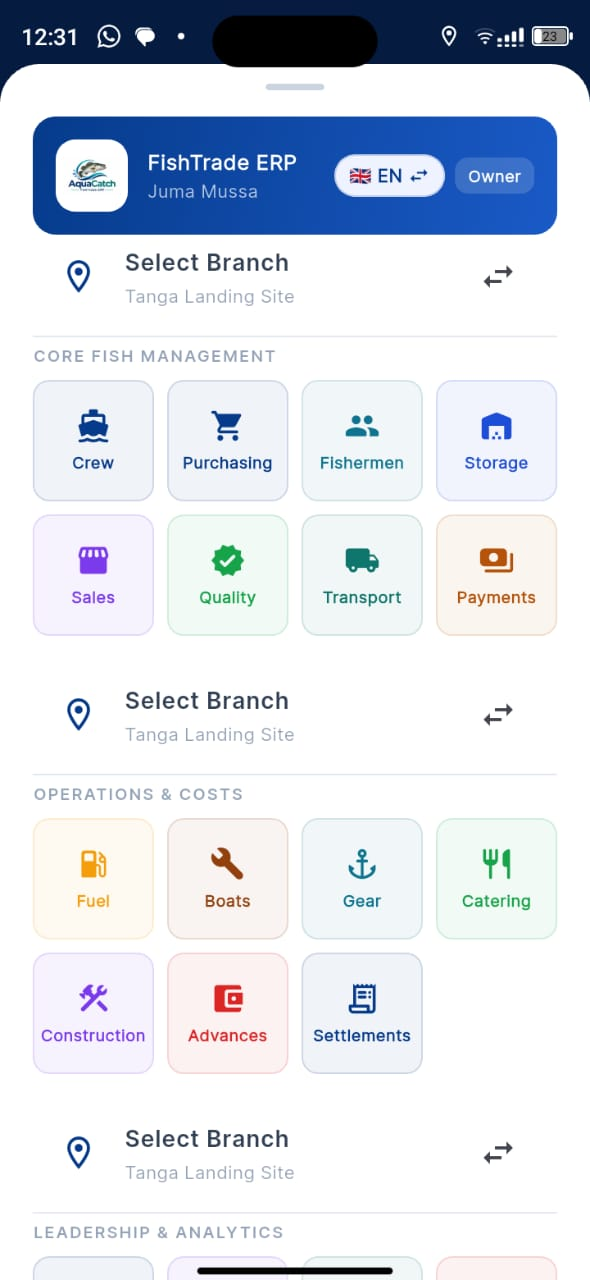 12:31
23
FishTrade ERP
AquaCatch
Juma Mussa
🇬🇧 EN
Owner
Select Branch
Tanga Landing Site
CORE FISH MANAGEMENT
Crew
Purchasing
Fishermen
Storage
Sales
Quality
Transport
Payments
Select Branch
Tanga Landing Site
OPERATIONS & COSTS
Fuel
Boats
Gear
Catering
Construction
Advances
Settlements
Select Branch
Tanga Landing Site
LEADERSHIP & ANALYTICS